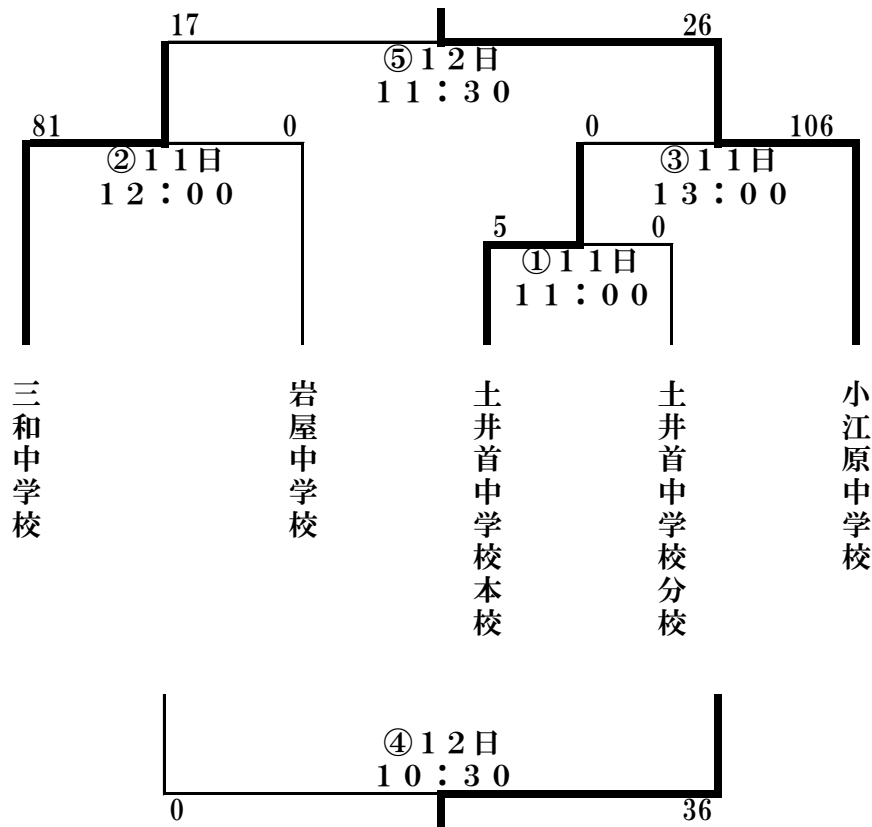 17
26
⑤12日
11:30
81
0
0
106
②11日
12:00
③11日
13:00
5
0
①11日
11:00
三和中学校
岩屋中学校
土井首中学校本校
土井首中学校分校
小江原中学校
④12日
10:30
0
36